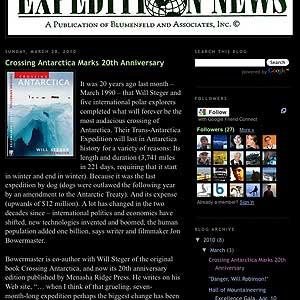 EXPEDITION NEWS
A PUBLICATION OF BLUMENFELD AND ASSOCIATES, INC. ©
SUNDAY, MARCH 28, 2010
Crossing Antarctica Marks 20th Anniversary
CROSSING
ANTARCTICA
WILL STEGER
It was 20 years ago last month –
March 1990 – that Will Steger and
five international polar explorers
completed what will forever be the
most audacious crossing of
Antarctica. Their Trans-Antarctica
Expedition will last in Antarctica
history for a variety of reasons: Its
length and duration (3,741 miles
in 221 days, requiring that it start
in winter and end in winter). Because it was the last
expedition by dog (dogs were outlawed the following year
by an amendment to the Antarctic Treaty). And its expense
(upwards of $12 million). A lot has changed in the two
decades since – international politics and economies have
shifted, new technologies invented and boomed, the human
population added one billion, says writer and filmmaker Jon
Bowermaster.
Bowermaster is co-author with Will Steger of the original
book Crossing Antarctica, and now its 20th anniversary
edition published by Menasha Ridge Press. He writes on his
Web site, “… when I think of that grueling, seven-
month-long expedition perhaps the biggest change has been
SEARCH THIS BLOG
Search
powered by Google
FOLLOWERS
Follow
with Google Friend Connect
Followers (27) More »
Already a member? Sign in
BLOG ARCHIVE
▼ 2010 (8)
▼ March (3)
Crossing Antarctica Marks 20th
Anniversary
"Danger, Will Robinson!"
Hall of Mountaineering
Excellence Gala, Apr. 10